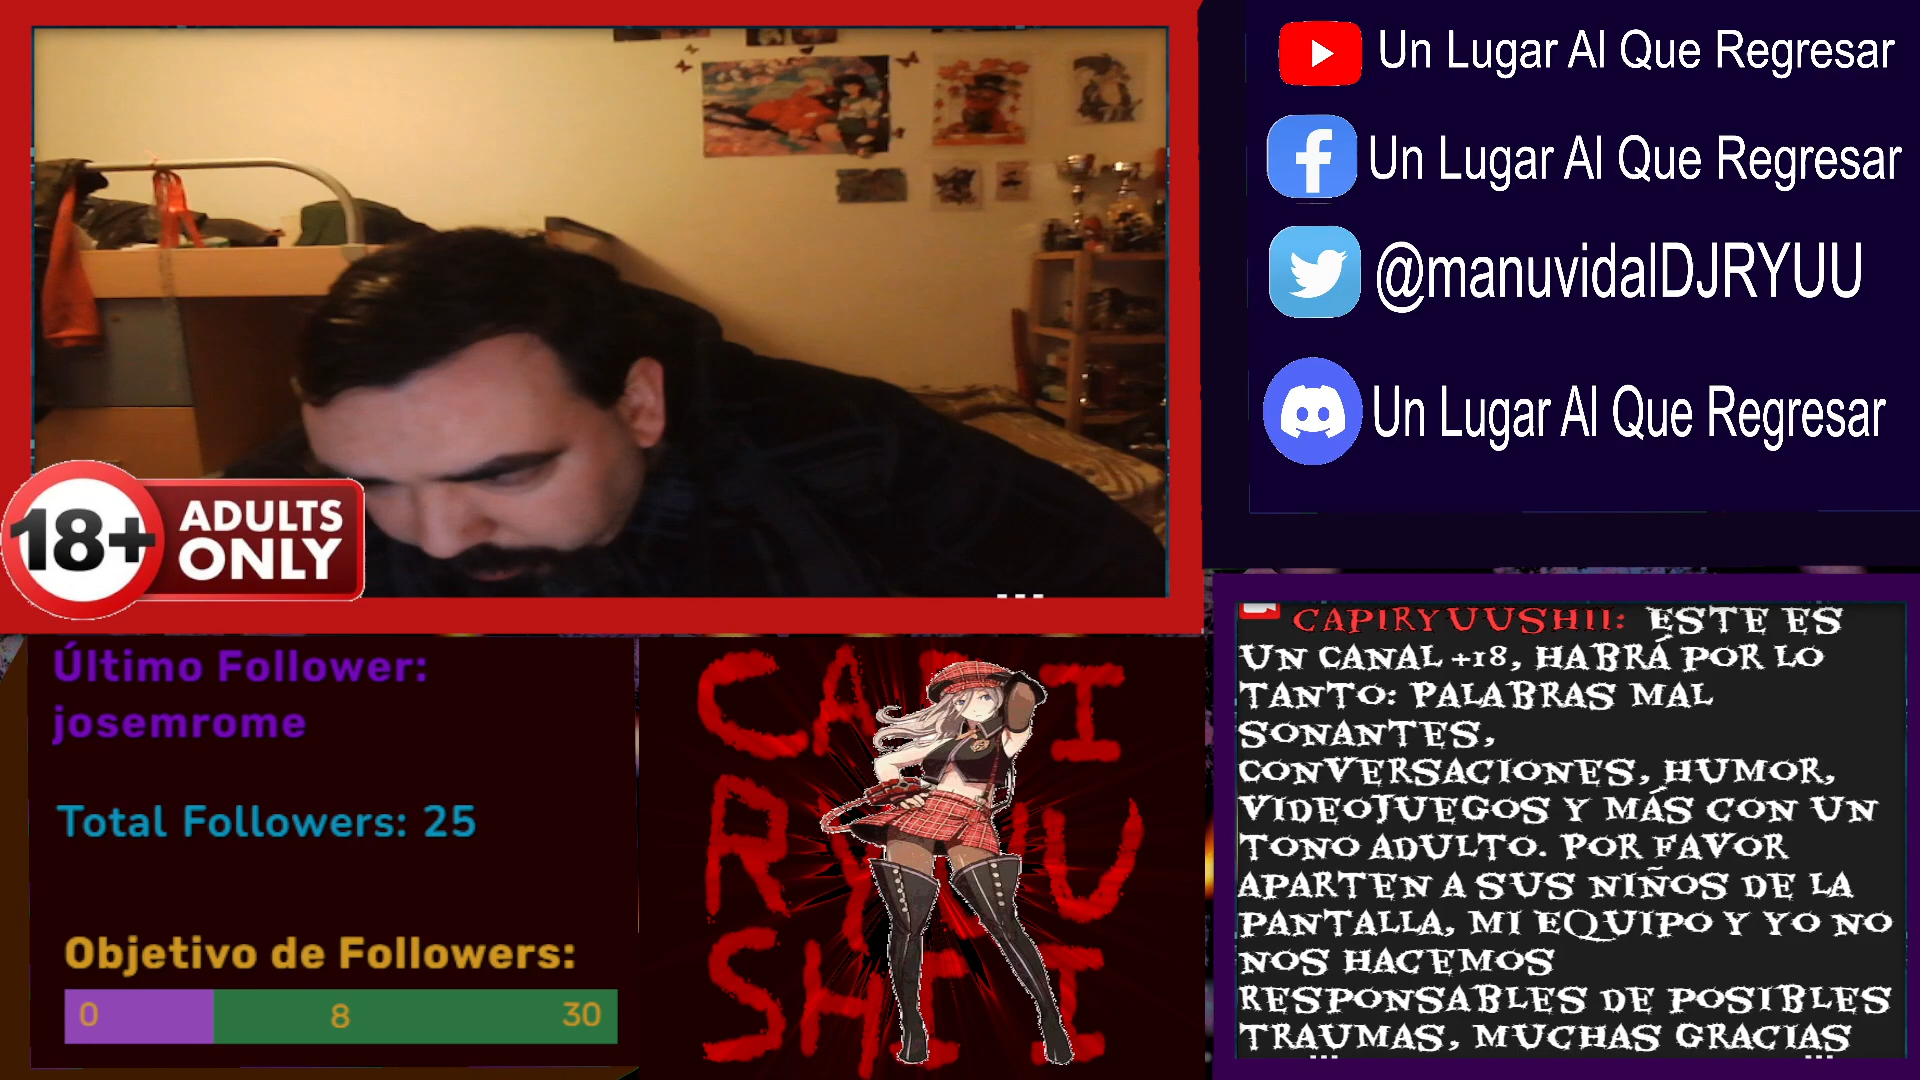 Un Lugar Al Que Regresar
Un Lugar Al Que Regresar
@manuvidalDJRYUU
Un Lugar Al Que Regresar
18+ ADULTS
ONLY
Último Follower:
josemrome
Total Followers: 25
Objetivo de Followers:
0 8 30
CAPI
RYUU
SHII
CAPIRYUUSHII: ESTE ES
UN CANAL +18, HABRÁ POR LO
TANTO: PALABRAS MAL
SONANTES,
CONVERSACIONES, HUMOR,
VIDEOJUEGOS Y MÁS CON UN
TONO ADULTO. POR FAVOR
APARTEN A SUS NIÑOS DE LA
PANTALLA, MI EQUIPO Y YO NO
NOS HACEMOS
RESPONSABLES DE POSIBLES
TRAUMAS, MUCHAS GRACIAS